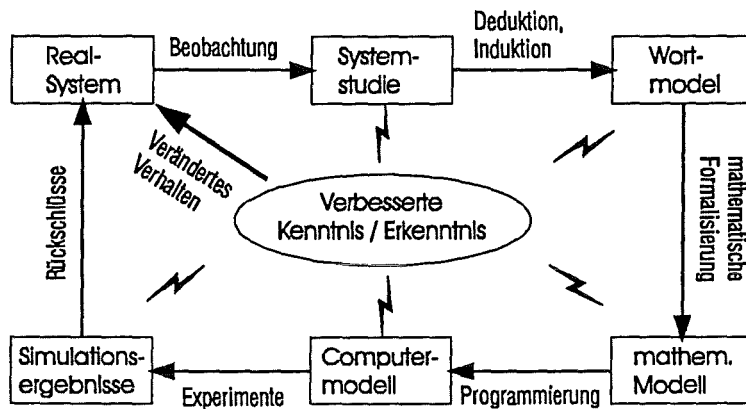 Real-
System
Beobachtung
System-
studie
Deduktion,
Induktion
Wort-
model
Verändertes
Verhalten
Verbesserte
Kenntnis / Erkenntnis
mathematische
Formalisierung
Rückschlüsse
Simulations-
ergebnisse
Experimente
Computer-
modell
Programmierung
mathem.
Modell